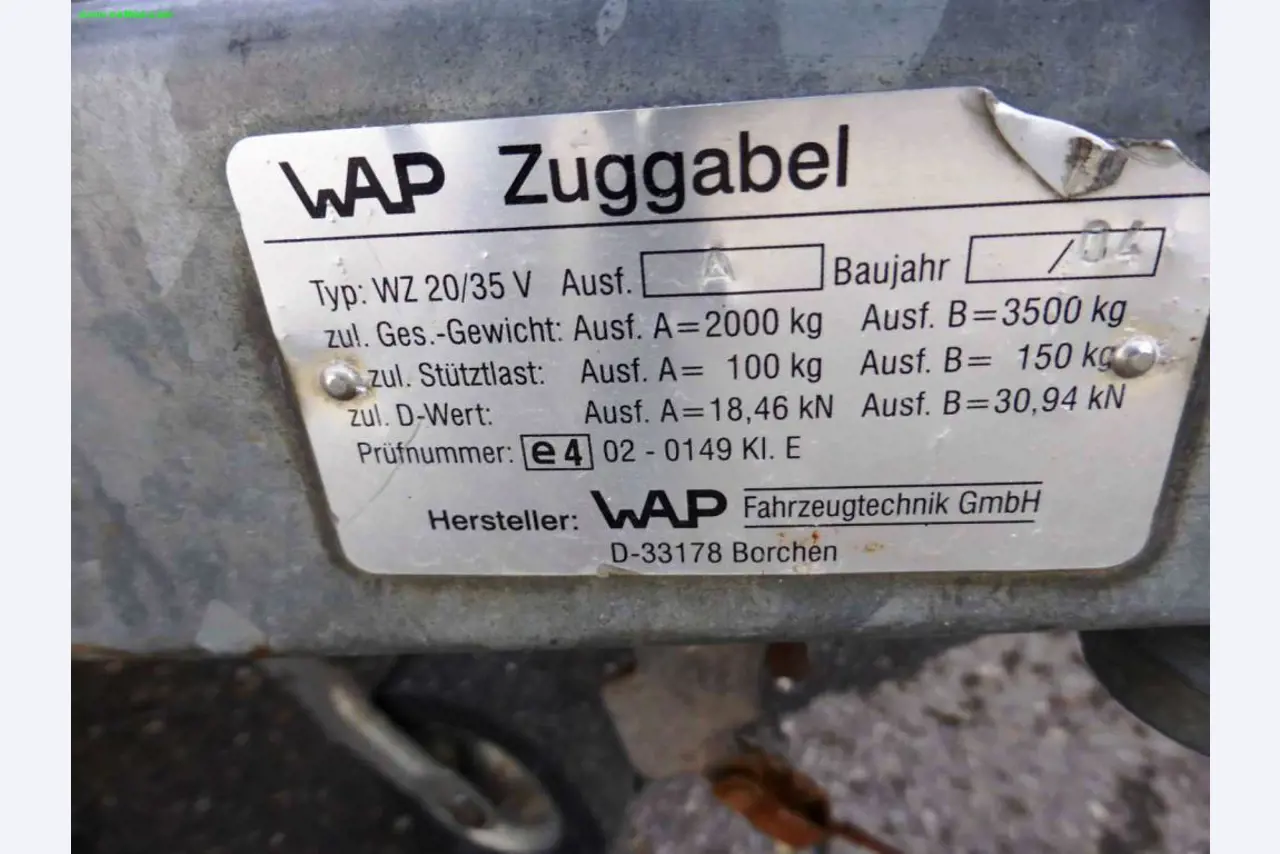 WAP Zuggabel
Typ: WZ 20/35 V Ausf. A Baujahr /04
zul. Ges.-Gewicht: Ausf. A=2000 kg Ausf. B=3500 kg
zul. Stütztlast: Ausf. A= 100 kg Ausf. B= 150 kg
zul. D-Wert: Ausf. A=18,46 kN Ausf. B=30,94 kN
Prüfnummer: e4 02 - 0149 Kl. E
Hersteller: WAP Fahrzeugtechnik GmbH
D-33178 Borchen